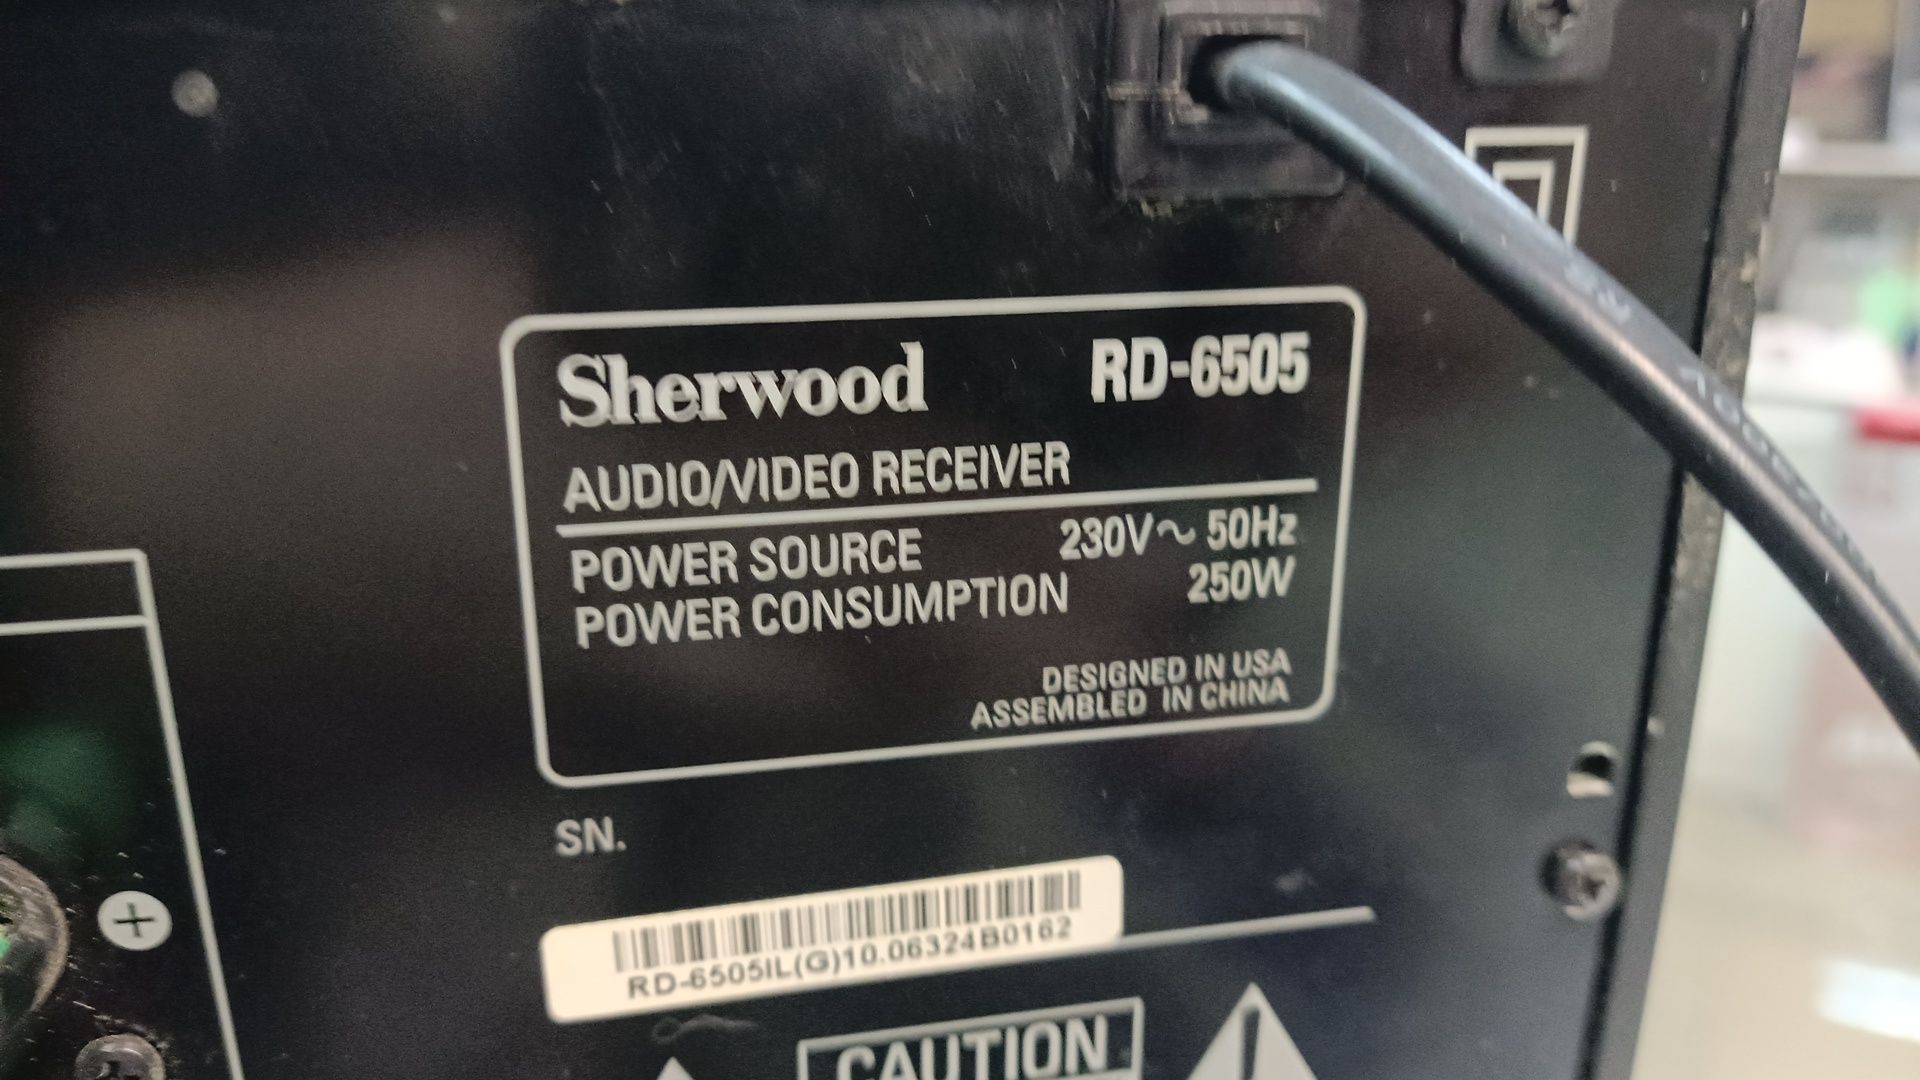 Sherwood RD-6505
AUDIO/VIDEO RECEIVER
POWER SOURCE 230V~ 50Hz
POWER CONSUMPTION 250W
DESIGNED IN USA
ASSEMBLED IN CHINA
SN.
RD-6505IL(G)10.06324B0162
CAUTION